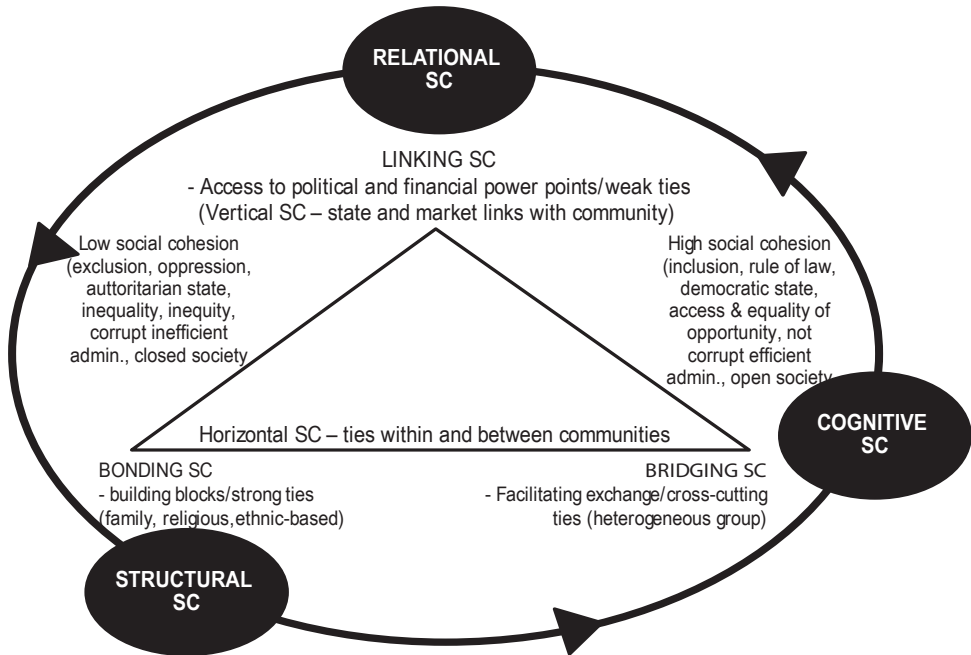 RELATIONAL
SC
LINKING SC
- Access to political and financial power points/weak ties
(Vertical SC – state and market links with community)
Low social cohesion
(exclusion, oppression,
auttoritarian state,
inequality, inequity,
corrupt inefficient
admin., closed society
High social cohesion
(inclusion, rule of law,
democratic state,
access & equality of
opportunity, not
corrupt efficient
admin., open society
Horizontal SC – ties within and between communities
COGNITIVE
SC
BONDING SC
- building blocks/strong ties
(family, religious,ethnic-based)
BRIDGING SC
- Facilitating exchange/cross-cutting
ties (heterogeneous group)
STRUCTURAL
SC